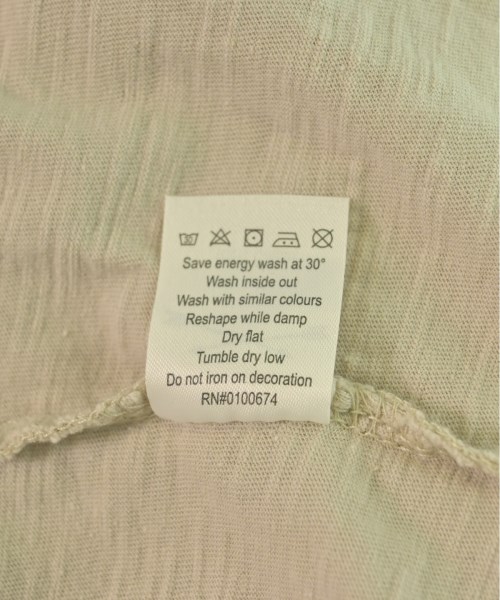 Save energy wash at 30°
Wash inside out
Wash with similar colours
Reshape while damp
Dry flat
Tumble dry low
Do not iron on decoration
RN#0100674